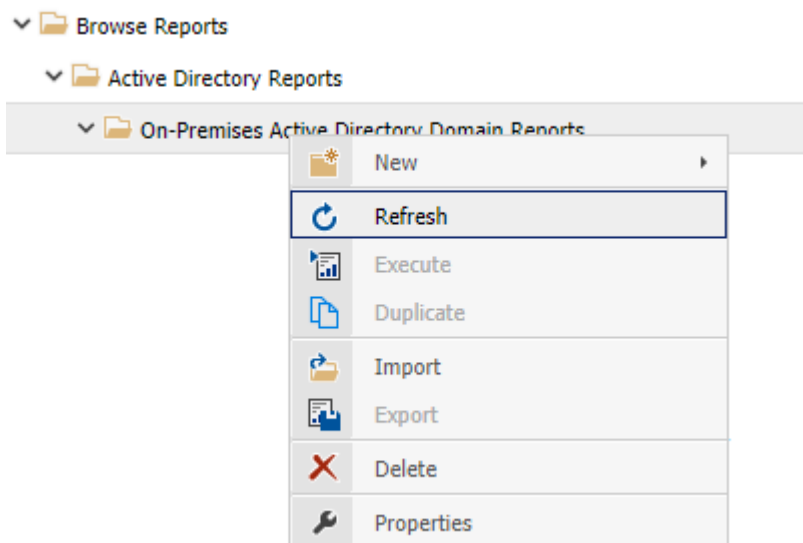 Browse Reports
Active Directory Reports
On-Premises Active Directory Domain Reports
New
Refresh
Execute
Duplicate
Import
Export
Delete
Properties